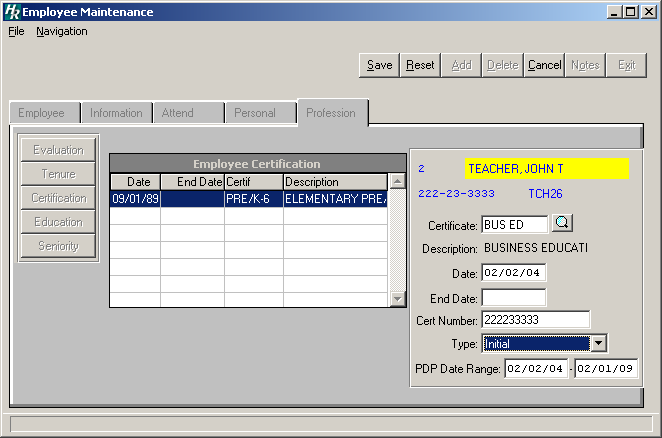 HR Employee Maintenance
File Navigation
Save Reset Add Delete Cancel Notes Exit
Employee Information Attend Personal Profession
Evaluation
Tenure
Certification
Education
Seniority
Employee Certification
Date End Date Certif Description
09/01/89 PRE/K-6 ELEMENTARY PRE/
2 TEACHER, JOHN T
222-23-3333 TCH26
Certificate: BUS ED
Description: BUSINESS EDUCATI
Date: 02/02/04
End Date:
Cert Number: 222233333
Type: Initial
PDP Date Range: 02/02/04 - 02/01/09